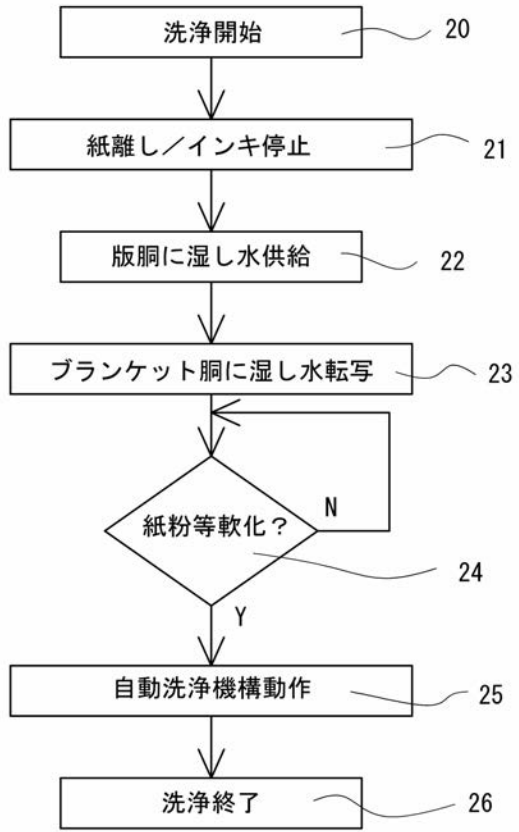 洗浄開始
20
紙離し／インキ停止
21
版胴に湿し水供給
22
ブランケット胴に湿し水転写
23
紙粉等軟化？
N
24
Y
自動洗浄機構動作
25
洗浄終了
26